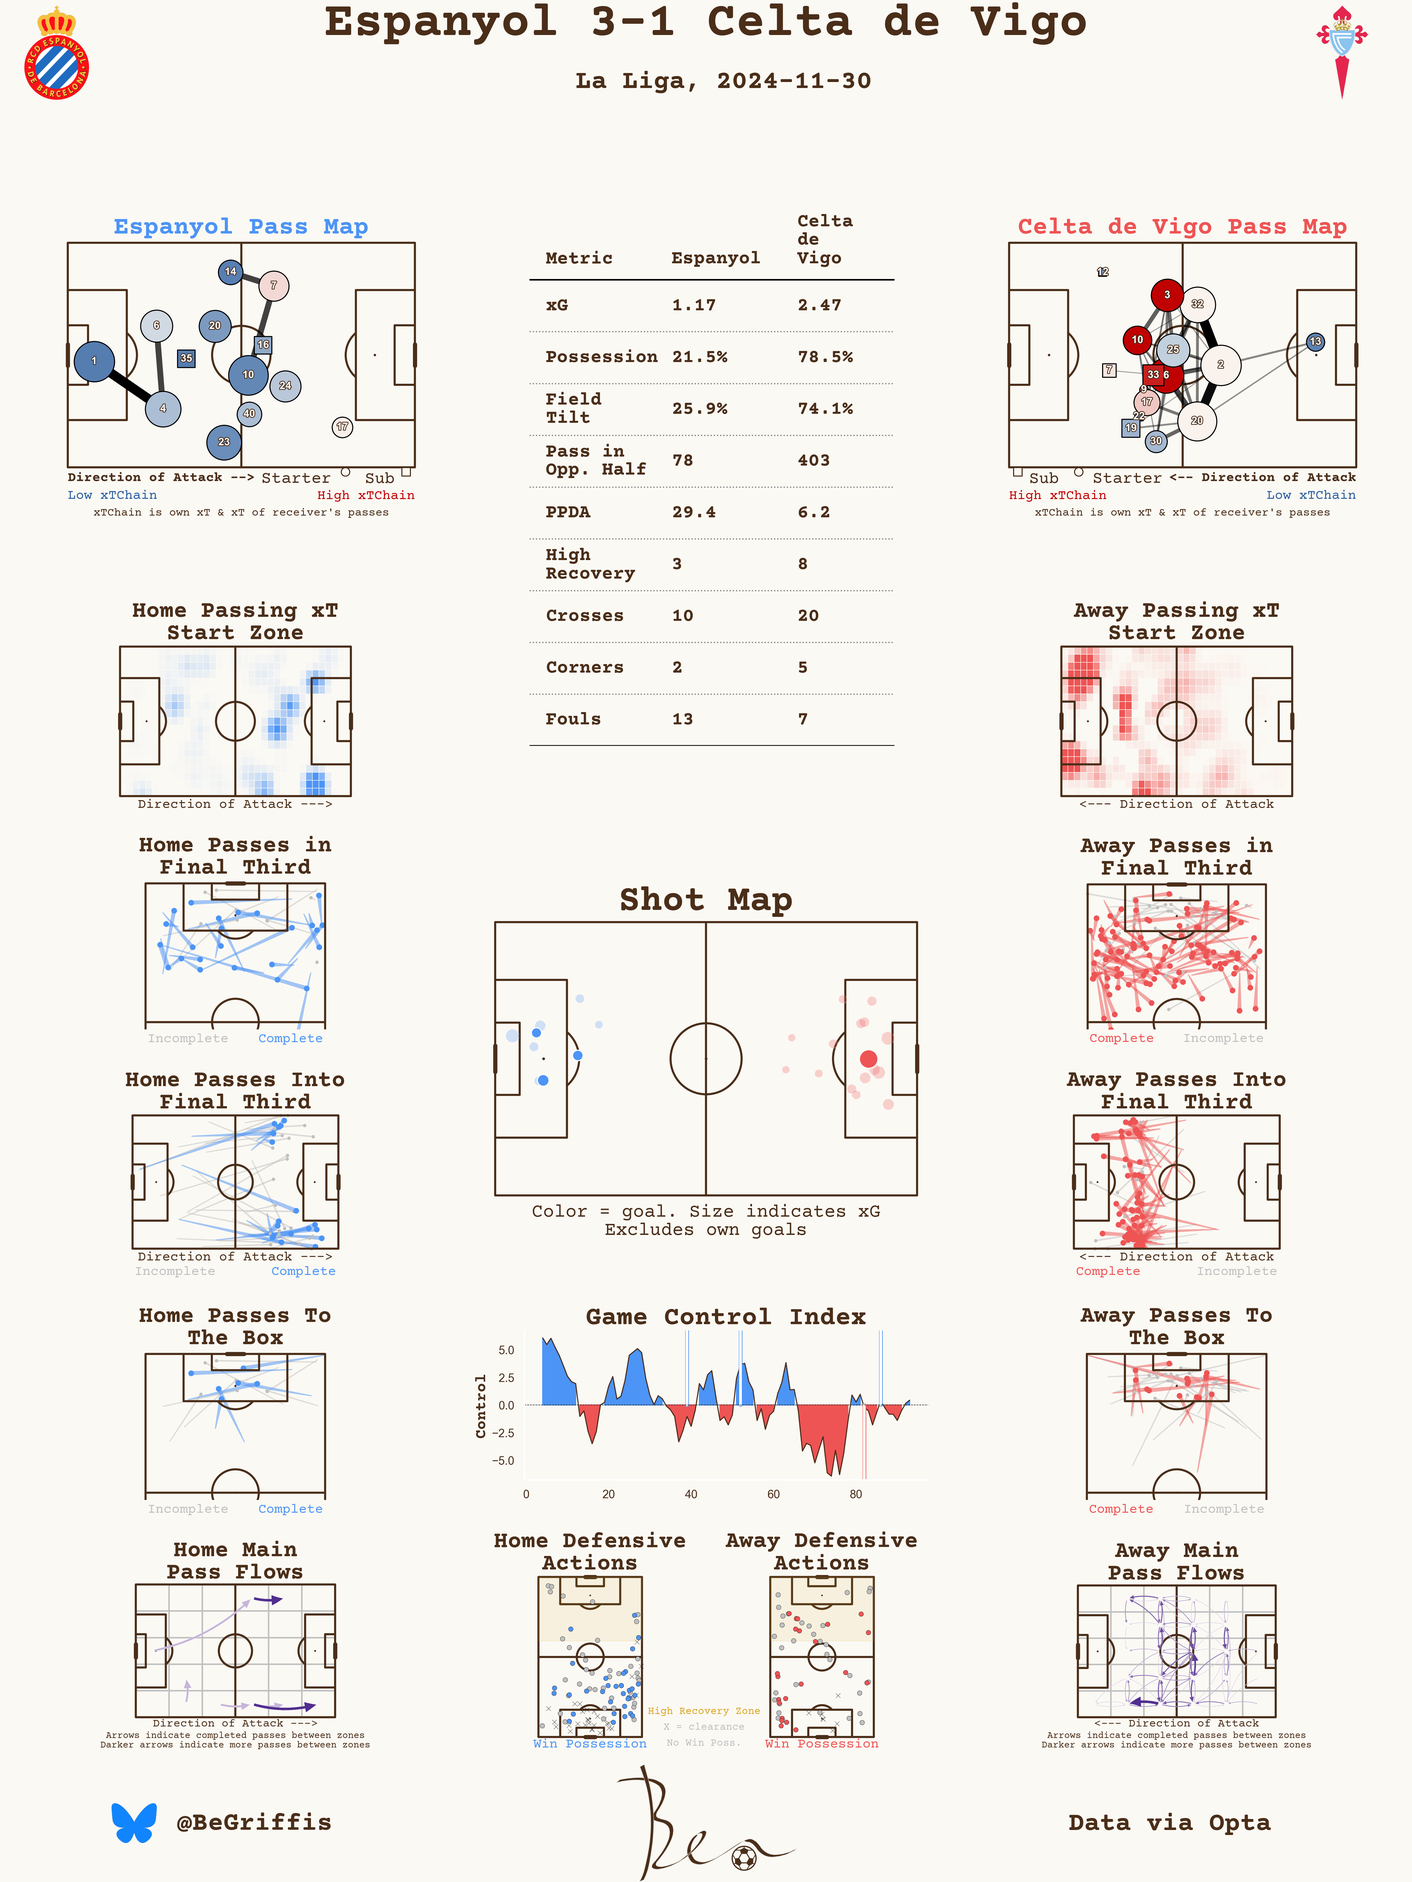 Espanyol 3-1 Celta de Vigo
La Liga, 2024-11-30
RCD ESPANYOL
DE BARCELONA
Espanyol Pass Map
14
7
6
20
16
35
1
10
24
4
40
17
23
Direction of Attack --> Starter Sub
Low xTChain High xTChain
xTChain is own xT & xT of receiver's passes
Metric Espanyol Celta
de
Vigo
xG 1.17 2.47
Possession 21.5% 78.5%
Field
Tilt 25.9% 74.1%
Pass in
Opp. Half 78 403
PPDA 29.4 6.2
High
Recovery 3 8
Crosses 10 20
Corners 2 5
Fouls 13 7
Celta de Vigo Pass Map
12
3
32
10
25
13
7
33
6
2
9
17
22
19
20
30
Sub Starter <-- Direction of Attack
High xTChain Low xTChain
xTChain is own xT & xT of receiver's passes
Home Passing xT
Start Zone
Direction of Attack --->
Away Passing xT
Start Zone
<--- Direction of Attack
Home Passes in
Final Third
Incomplete Complete
Away Passes in
Final Third
Complete Incomplete
Shot Map
Color = goal. Size indicates xG
Excludes own goals
Home Passes Into
Final Third
Direction of Attack --->
Incomplete Complete
Away Passes Into
Final Third
<--- Direction of Attack
Complete Incomplete
Home Passes To
The Box
Incomplete Complete
Game Control Index
Control
5.0
2.5
0.0
−2.5
−5.0
0 20 40 60 80
Away Passes To
The Box
Complete Incomplete
Home Main
Pass Flows
Direction of Attack --->
Arrows indicate completed passes between zones
Darker arrows indicate more passes between zones
Home Defensive
Actions
Win Possession
High Recovery Zone
X = clearance
No Win Poss.
Away Defensive
Actions
Win Possession
Away Main
Pass Flows
<--- Direction of Attack
Arrows indicate completed passes between zones
Darker arrows indicate more passes between zones
@BeGriffis
Ben
Data via Opta